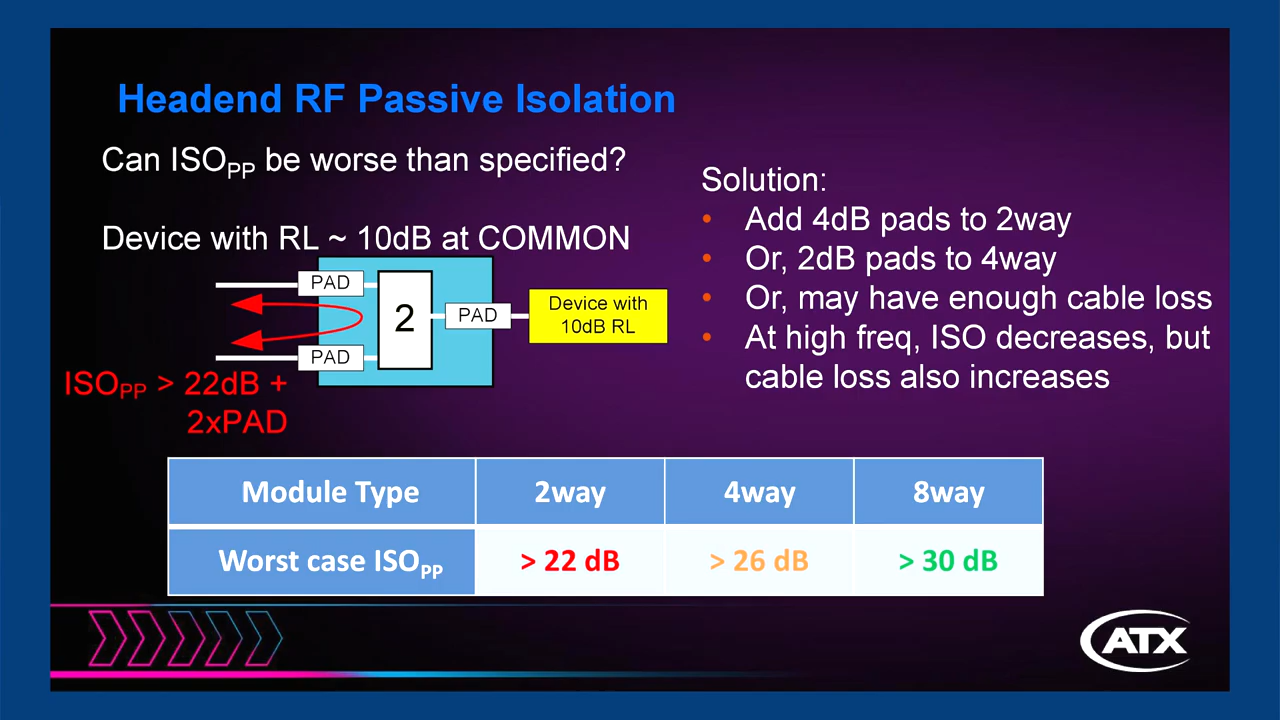 Headend RF Passive Isolation
Can ISOPP be worse than specified?
Device with RL ~ 10dB at COMMON
PAD
2
PAD
Device with
10dB RL
PAD
ISOPP > 22dB +
2xPAD
Solution:
• Add 4dB pads to 2way
• Or, 2dB pads to 4way
• Or, may have enough cable loss
• At high freq, ISO decreases, but
cable loss also increases
Module Type 2way 4way 8way
Worst case ISOPP > 22 dB > 26 dB > 30 dB
ATX